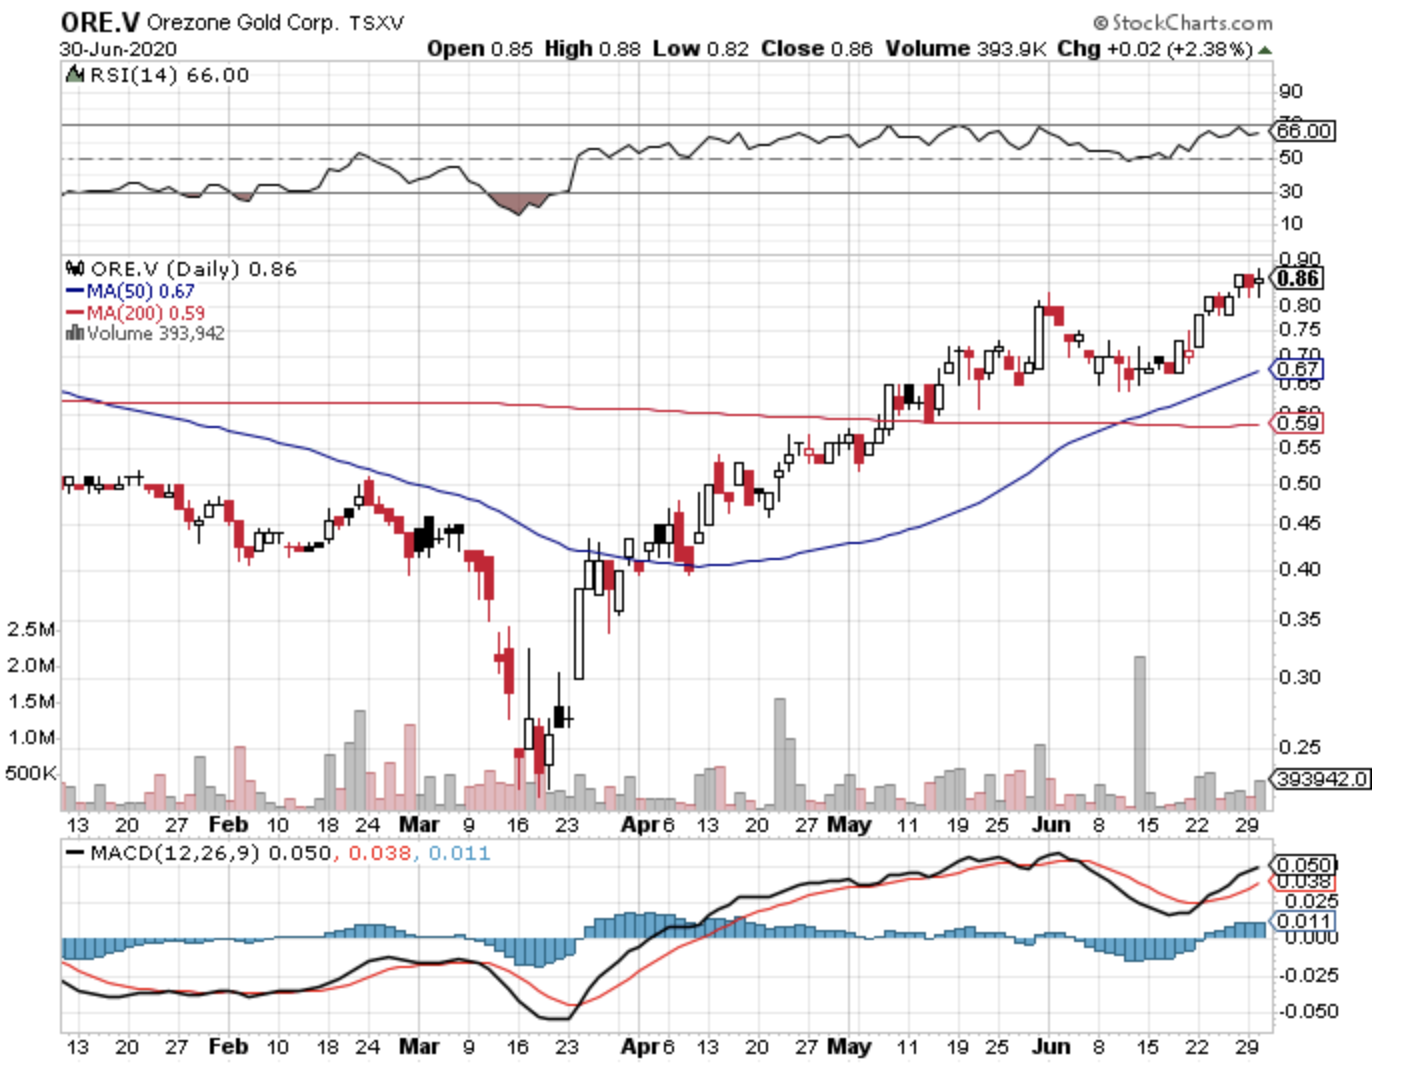 ORE.V Orezone Gold Corp. TSXV © StockCharts.com
30-Jun-2020 Open 0.85 High 0.88 Low 0.82 Close 0.86 Volume 393.9K Chg +0.02 (+2.38%)
RSI(14) 66.00
90
70
66.00
50
30
10
ORE.V (Daily) 0.86
MA(50) 0.67
MA(200) 0.59
Volume 393,942
0.90
0.86
0.80
0.75
0.70
0.67
0.65
0.60
0.59
0.55
0.50
0.45
0.40
0.35
0.30
0.25
393942.0
2.5M
2.0M
1.5M
1.0M
500K
13 20 27 Feb 10 18 24 Mar 9 16 23 Apr 6 13 20 27 May 11 19 25 Jun 8 15 22 29
MACD(12,26,9) 0.050, 0.038, 0.011
0.050
0.038
0.025
0.011
0.000
-0.025
-0.050
13 20 27 Feb 10 18 24 Mar 9 16 23 Apr 6 13 20 27 May 11 19 25 Jun 8 15 22 29